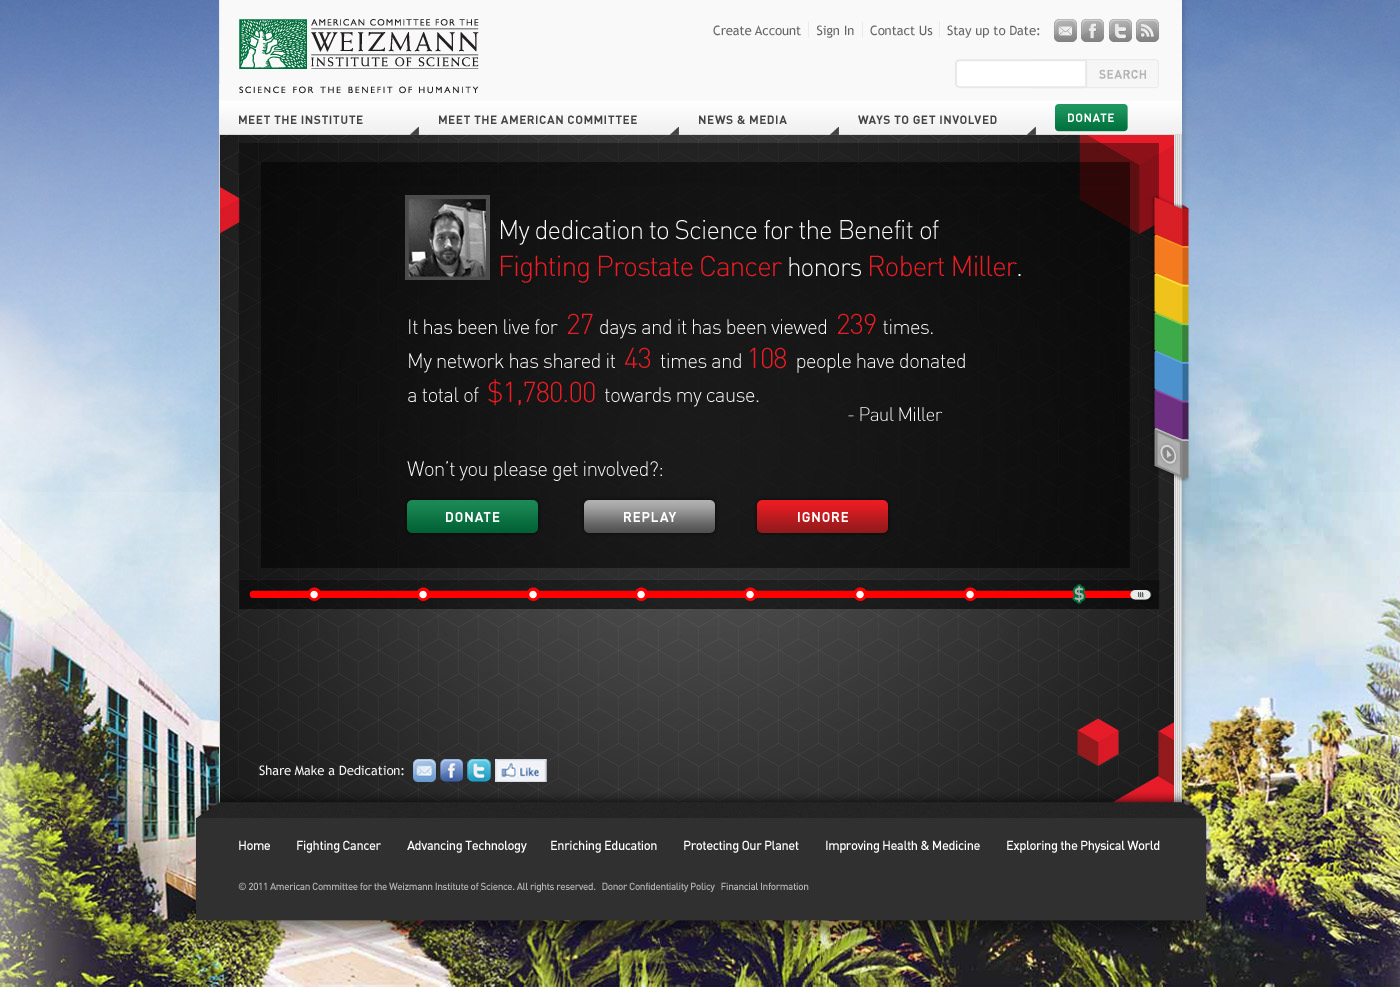 AMERICAN COMMITTEE FOR THE
WEIZMANN
INSTITUTE OF SCIENCE
SCIENCE FOR THE BENEFIT OF HUMANITY
Create Account Sign In Contact Us Stay up to Date:
SEARCH
MEET THE INSTITUTE MEET THE AMERICAN COMMITTEE NEWS & MEDIA WAYS TO GET INVOLVED DONATE
My dedication to Science for the Benefit of
Fighting Prostate Cancer honors Robert Miller.
It has been live for 27 days and it has been viewed 239 times.
My network has shared it 43 times and 108 people have donated
a total of $1,780.00 towards my cause.
- Paul Miller
Won't you please get involved?:
DONATE REPLAY IGNORE
$
Share Make a Dedication: Like
Home Fighting Cancer Advancing Technology Enriching Education Protecting Our Planet Improving Health & Medicine Exploring the Physical World
© 2011 American Committee for the Weizmann Institute of Science. All rights reserved. Donor Confidentiality Policy Financial Information